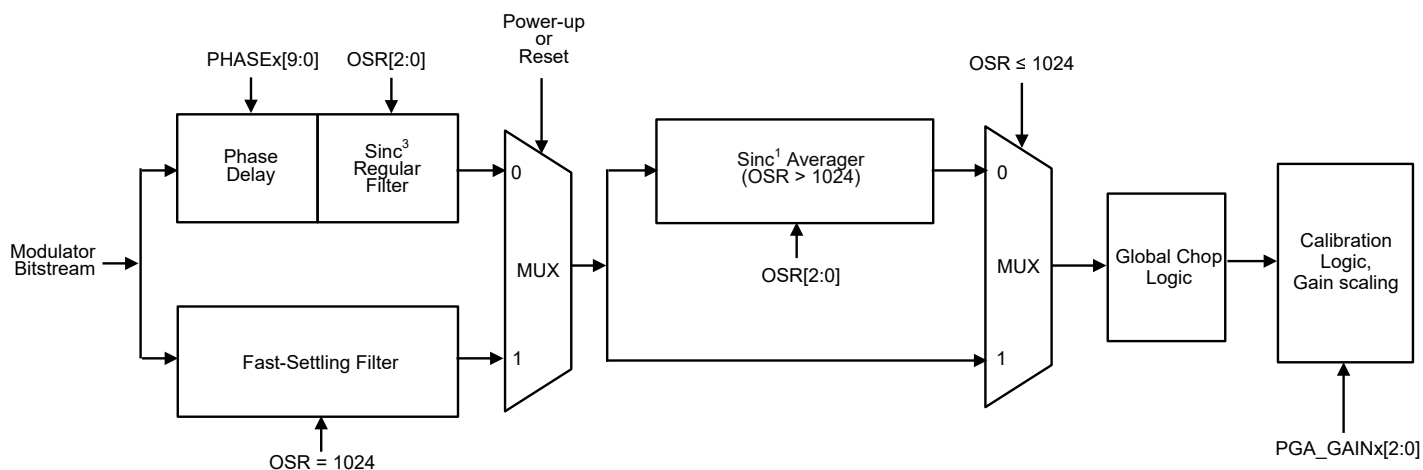 Power-up
or
Reset
PHASEx[9:0]
OSR[2:0]
OSR ≤ 1024
Phase
Delay
Sinc³
Regular
Filter
0
Sinc¹ Averager
(OSR > 1024)
0
Modulator
Bitstream
MUX
OSR[2:0]
MUX
Global Chop
Logic
Calibration
Logic,
Gain scaling
Fast-Settling Filter
1
1
OSR = 1024
PGA_GAINx[2:0]